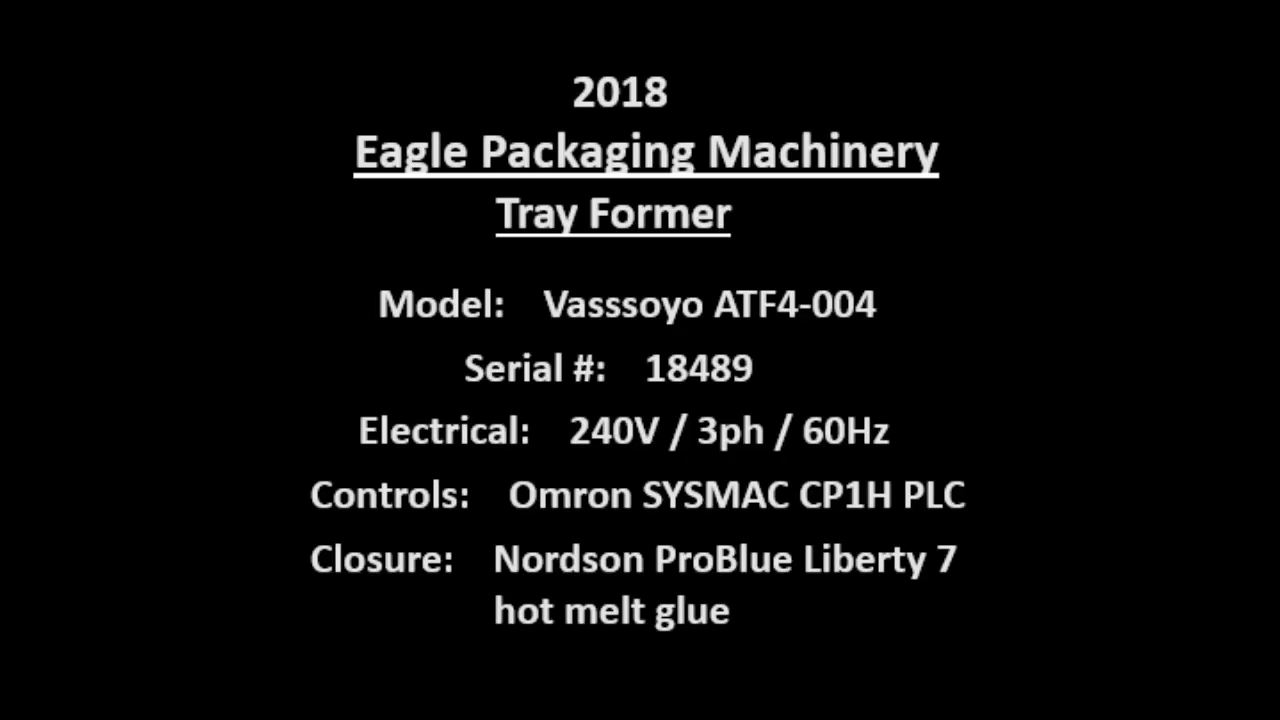 2018
Eagle Packaging Machinery
Tray Former
Model: Vasssoyo ATF4-004
Serial #: 18489
Electrical: 240V / 3ph / 60Hz
Controls: Omron SYSMAC CP1H PLC
Closure: Nordson ProBlue Liberty 7
hot melt glue